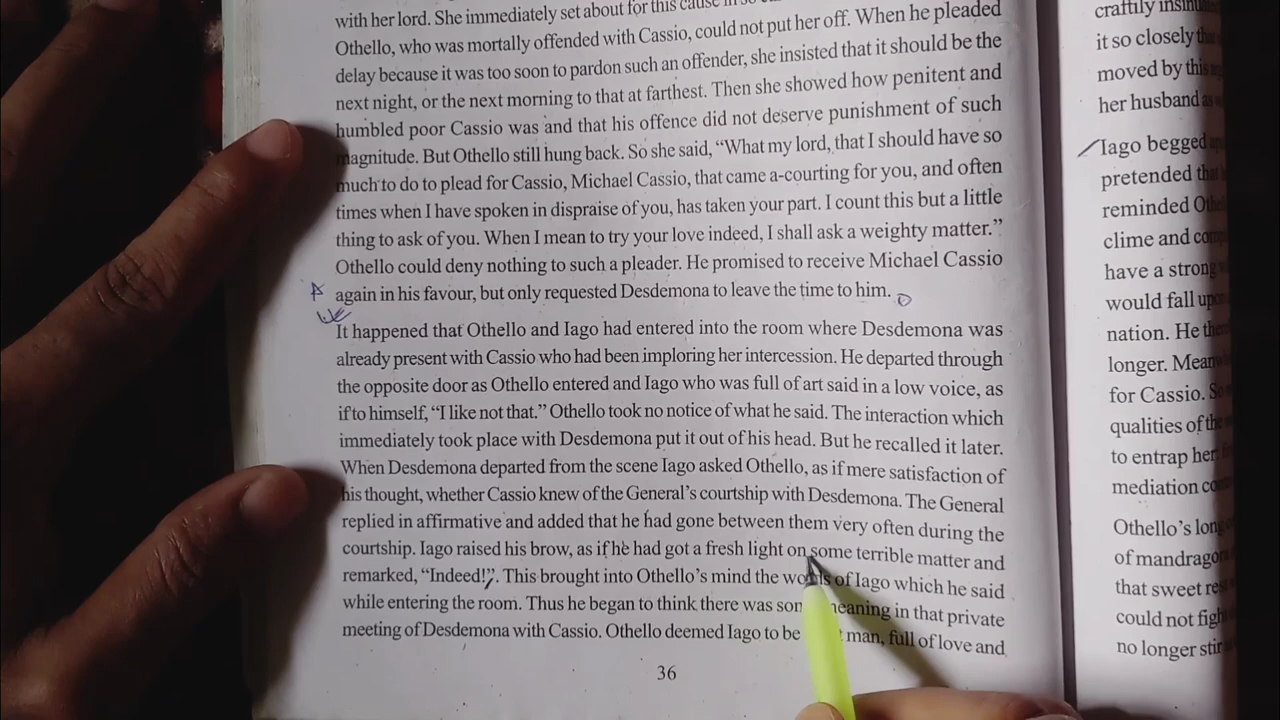 with her lord. She immediately set about for this cause in
Othello, who was mortally offended with Cassio, could not put her off. When he pleaded
delay because it was too soon to pardon such an offender, she insisted that it should be the
next night, or the next morning to that at farthest. Then she showed how penitent and
humbled poor Cassio was and that his offence did not deserve punishment of such
magnitude. But Othello still hung back. So she said, “What my lord, that I should have so
much to do to plead for Cassio, Michael Cassio, that came a-courting for you, and often
times when I have spoken in dispraise of you, has taken your part. I count this but a little
thing to ask of you. When I mean to try your love indeed, I shall ask a weighty matter.”
Othello could deny nothing to such a pleader. He promised to receive Michael Cassio
again in his favour, but only requested Desdemona to leave the time to him.
It happened that Othello and Iago had entered into the room where Desdemona was
already present with Cassio who had been imploring her intercession. He departed through
the opposite door as Othello entered and Iago who was full of art said in a low voice, as
if to himself, “I like not that.” Othello took no notice of what he said. The interaction which
immediately took place with Desdemona put it out of his head. But he recalled it later.
When Desdemona departed from the scene Iago asked Othello, as if mere satisfaction of
his thought, whether Cassio knew of the General’s courtship with Desdemona. The General
replied in affirmative and added that he had gone between them very often during the
courtship. Iago raised his brow, as if he had got a fresh light on some terrible matter and
remarked, “Indeed!”. This brought into Othello’s mind the words of Iago which he said
while entering the room. Thus he began to think there was meaning in that private
meeting of Desdemona with Cassio. Othello deemed Iago to be man, full of love and
36
craftily
it so closely
moved by this
her husband
Iago begged
pretended
reminded
clime and
have a strong
would fall
nation. He
longer.
for Cassio.
qualities of the
to entrap her
mediation
Othello’s
of
that sweet
could not
no longer